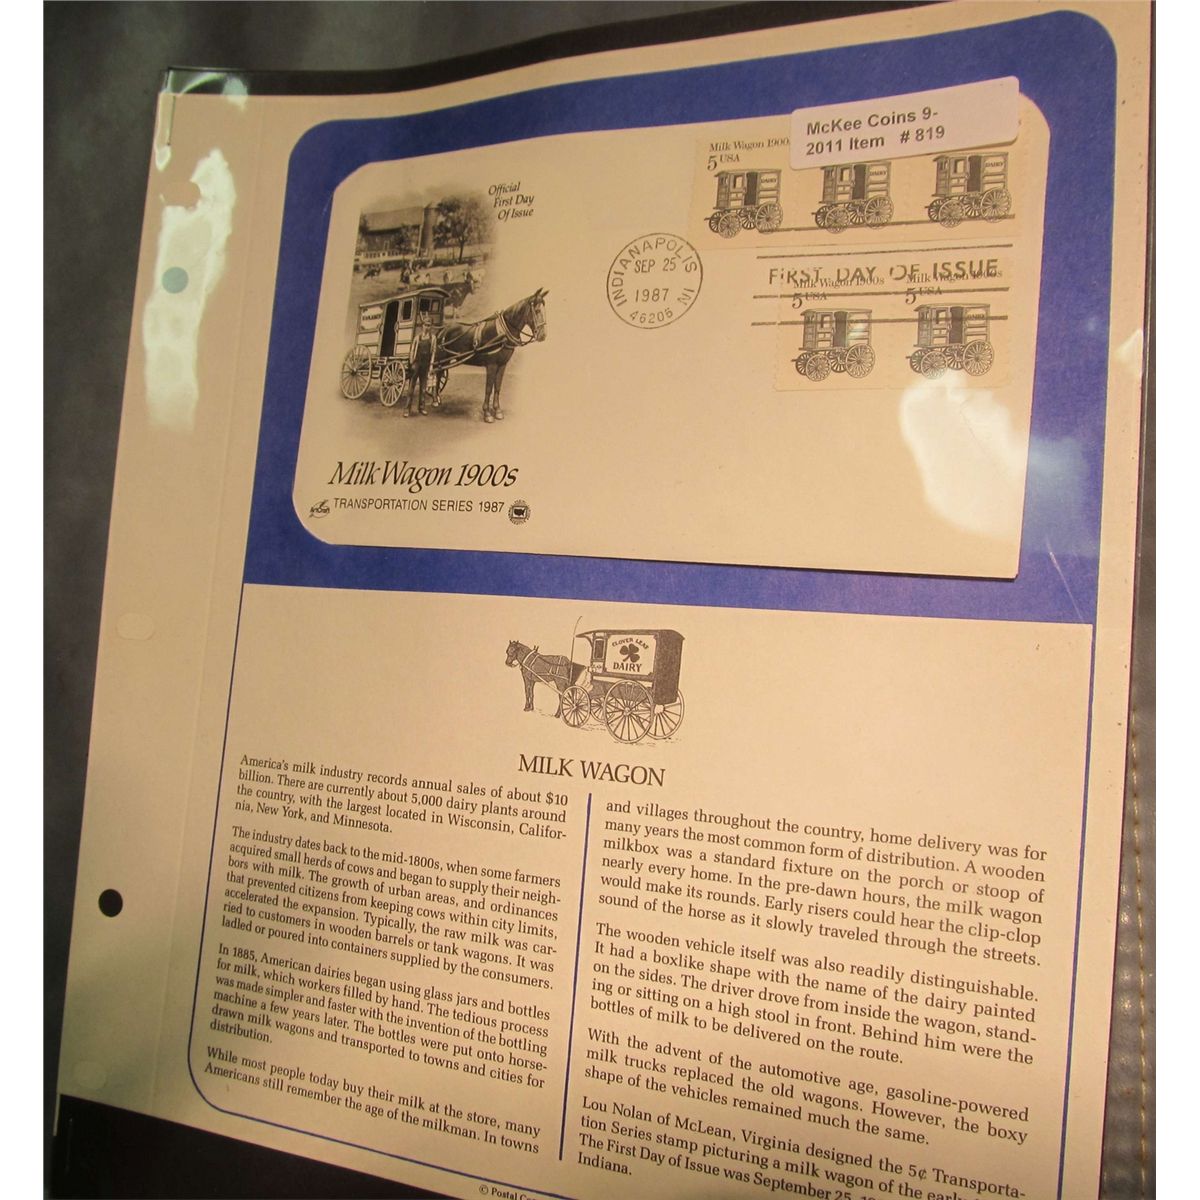 McKee Coins 9-
2011 Item # 819
Milk Wagon 1900
5 USA
Official
First Day
Of Issue
INDIANAPOLIS IN
SEP 25
1987
46206
FIRST DAY OF ISSUE
Milk Wagon 1900s
5 USA
Milk Wagon 1900s
5 USA
DAIRY
DAIRY
DAIRY
Milk Wagon 1900s
ArtCraft
TRANSPORTATION SERIES 1987
CLOVER LEAF
DAIRY
MILK WAGON
America's milk industry records annual sales of about $10
billion. There are currently about 5,000 dairy plants around
the country, with the largest located in Wisconsin, Califor-
nia, New York, and Minnesota.
The industry dates back to the mid-1800s, when some farmers
acquired small herds of cows and began to supply their neigh-
bors with milk. The growth of urban areas, and ordinances
that prevented citizens from keeping cows within city limits,
accelerated the expansion. Typically, the raw milk was car-
ried to customers in wooden barrels or tank wagons. It was
ladled or poured into containers supplied by the consumers.
In 1885, American dairies began using glass jars and bottles
for milk, which workers filled by hand. The tedious process
was made simpler and faster with the invention of the bottling
machine a few years later. The bottles were put onto horse-
drawn milk wagons and transported to towns and cities for
distribution.
While most people today buy their milk at the store, many
Americans still remember the age of the milkman. In towns
and villages throughout the country, home delivery was for
many years the most common form of distribution. A wooden
milkbox was a standard fixture on the porch or stoop of
nearly every home. In the pre-dawn hours, the milk wagon
would make its rounds. Early risers could hear the clip-clop
sound of the horse as it slowly traveled through the streets.
The wooden vehicle itself was also readily distinguishable.
It had a boxlike shape with the name of the dairy painted
on the sides. The driver drove from inside the wagon, stand-
ing or sitting on a high stool in front. Behind him were the
bottles of milk to be delivered on the route.
With the advent of the automotive age, gasoline-powered
milk trucks replaced the old wagons. However, the boxy
shape of the vehicles remained much the same.
Lou Nolan of McLean, Virginia designed the 5¢ Transporta-
tion Series stamp picturing a milk wagon of the early
The First Day of Issue was September 25,
Indiana.
© Postal